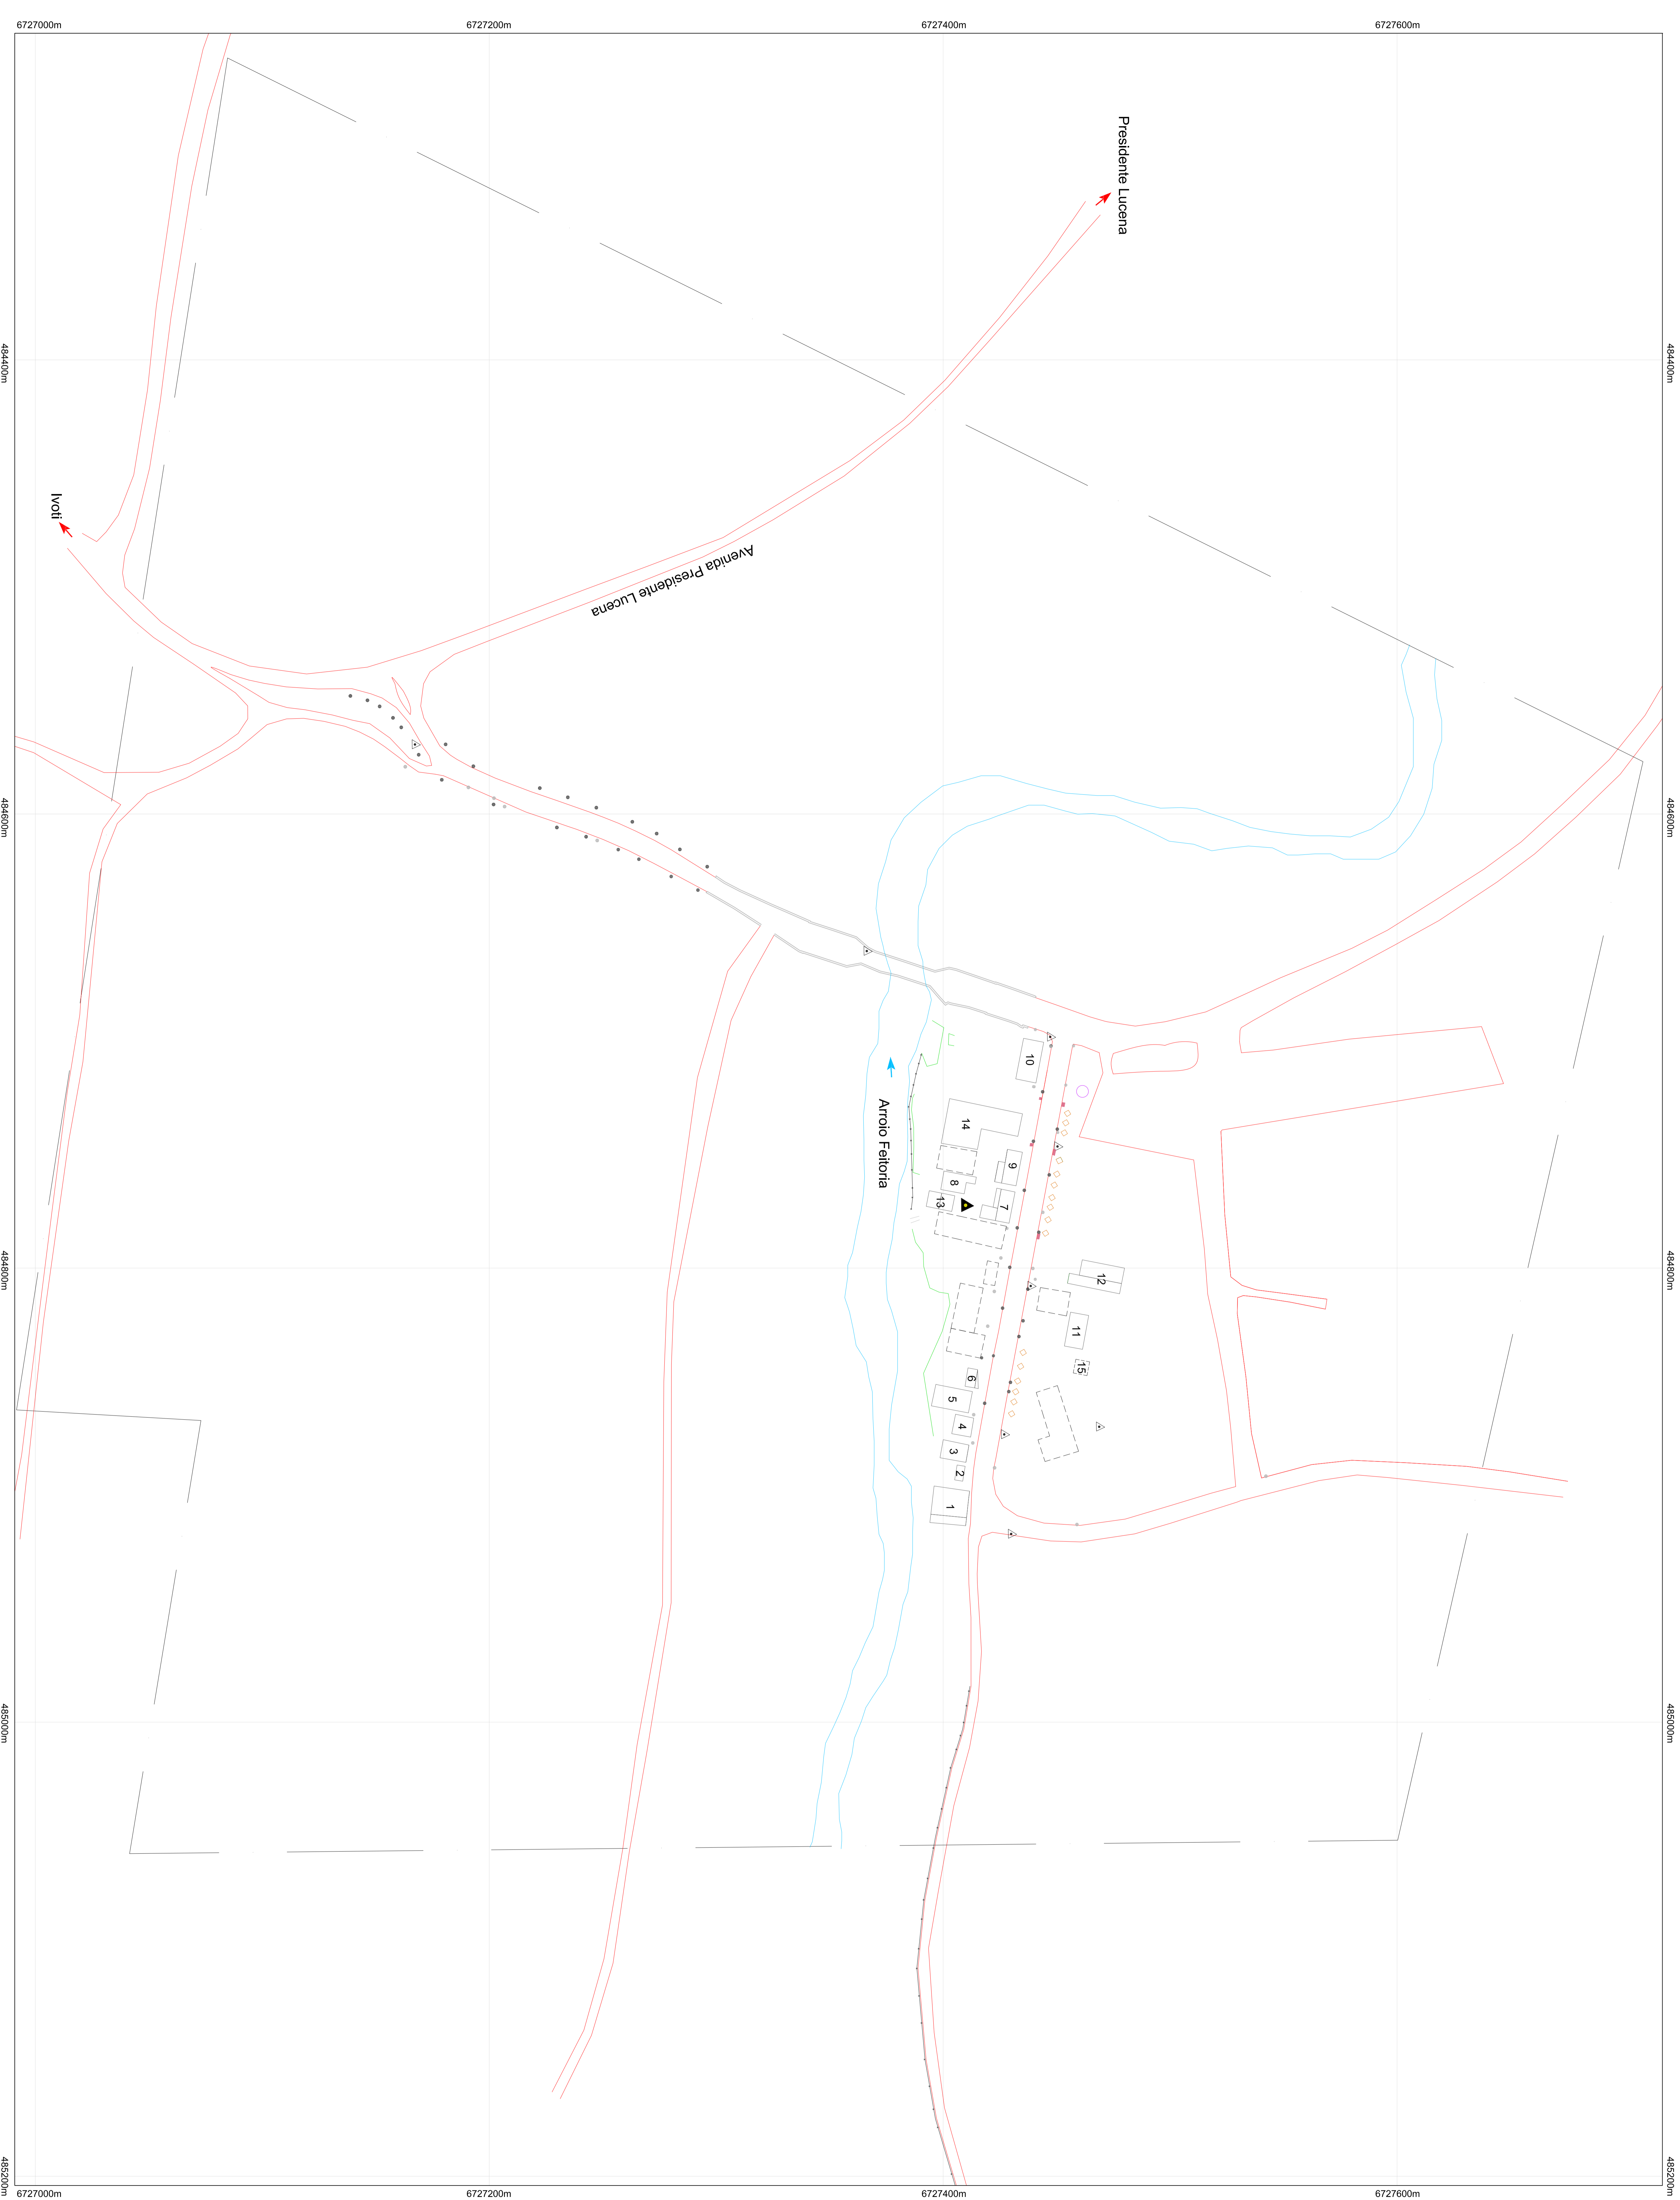 6727000m
6727200m
6727400m
6727600m
Presidente Lucena
484400m
484400m
Ivoti
Avenida Presidente Lucena
484600m
484600m
10
Arroio Feitoria
14
9
8
13
7
484800m
484800m
12
11
15
6
5
4
3
2
1
485000m
485000m
485200m
485200m
6727000m
6727200m
6727400m
6727600m